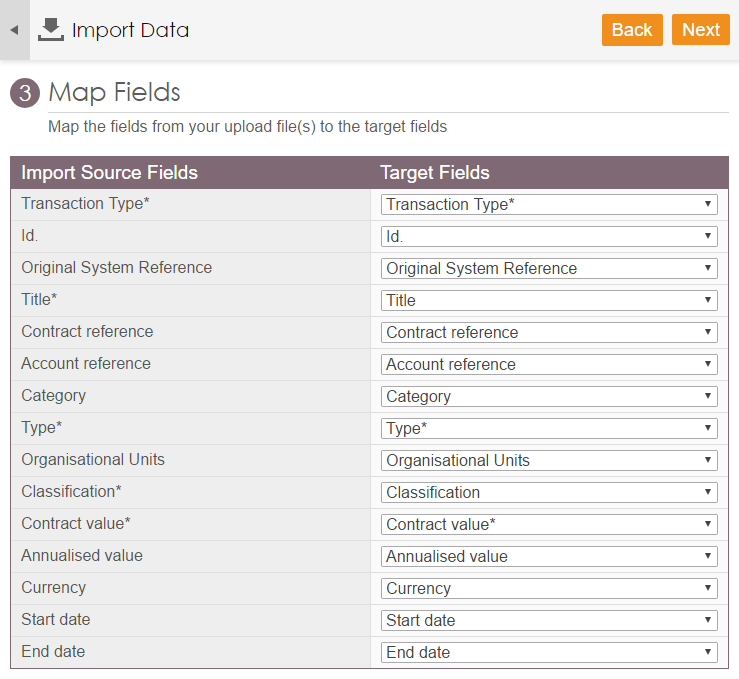 Import Data
Back Next
3 Map Fields
Map the fields from your upload file(s) to the target fields
Import Source Fields Target Fields
Transaction Type* Transaction Type*
Id. Id.
Original System Reference Original System Reference
Title* Title
Contract reference Contract reference
Account reference Account reference
Category Category
Type* Type*
Organisational Units Organisational Units
Classification* Classification
Contract value* Contract value*
Annualised value Annualised value
Currency Currency
Start date Start date
End date End date